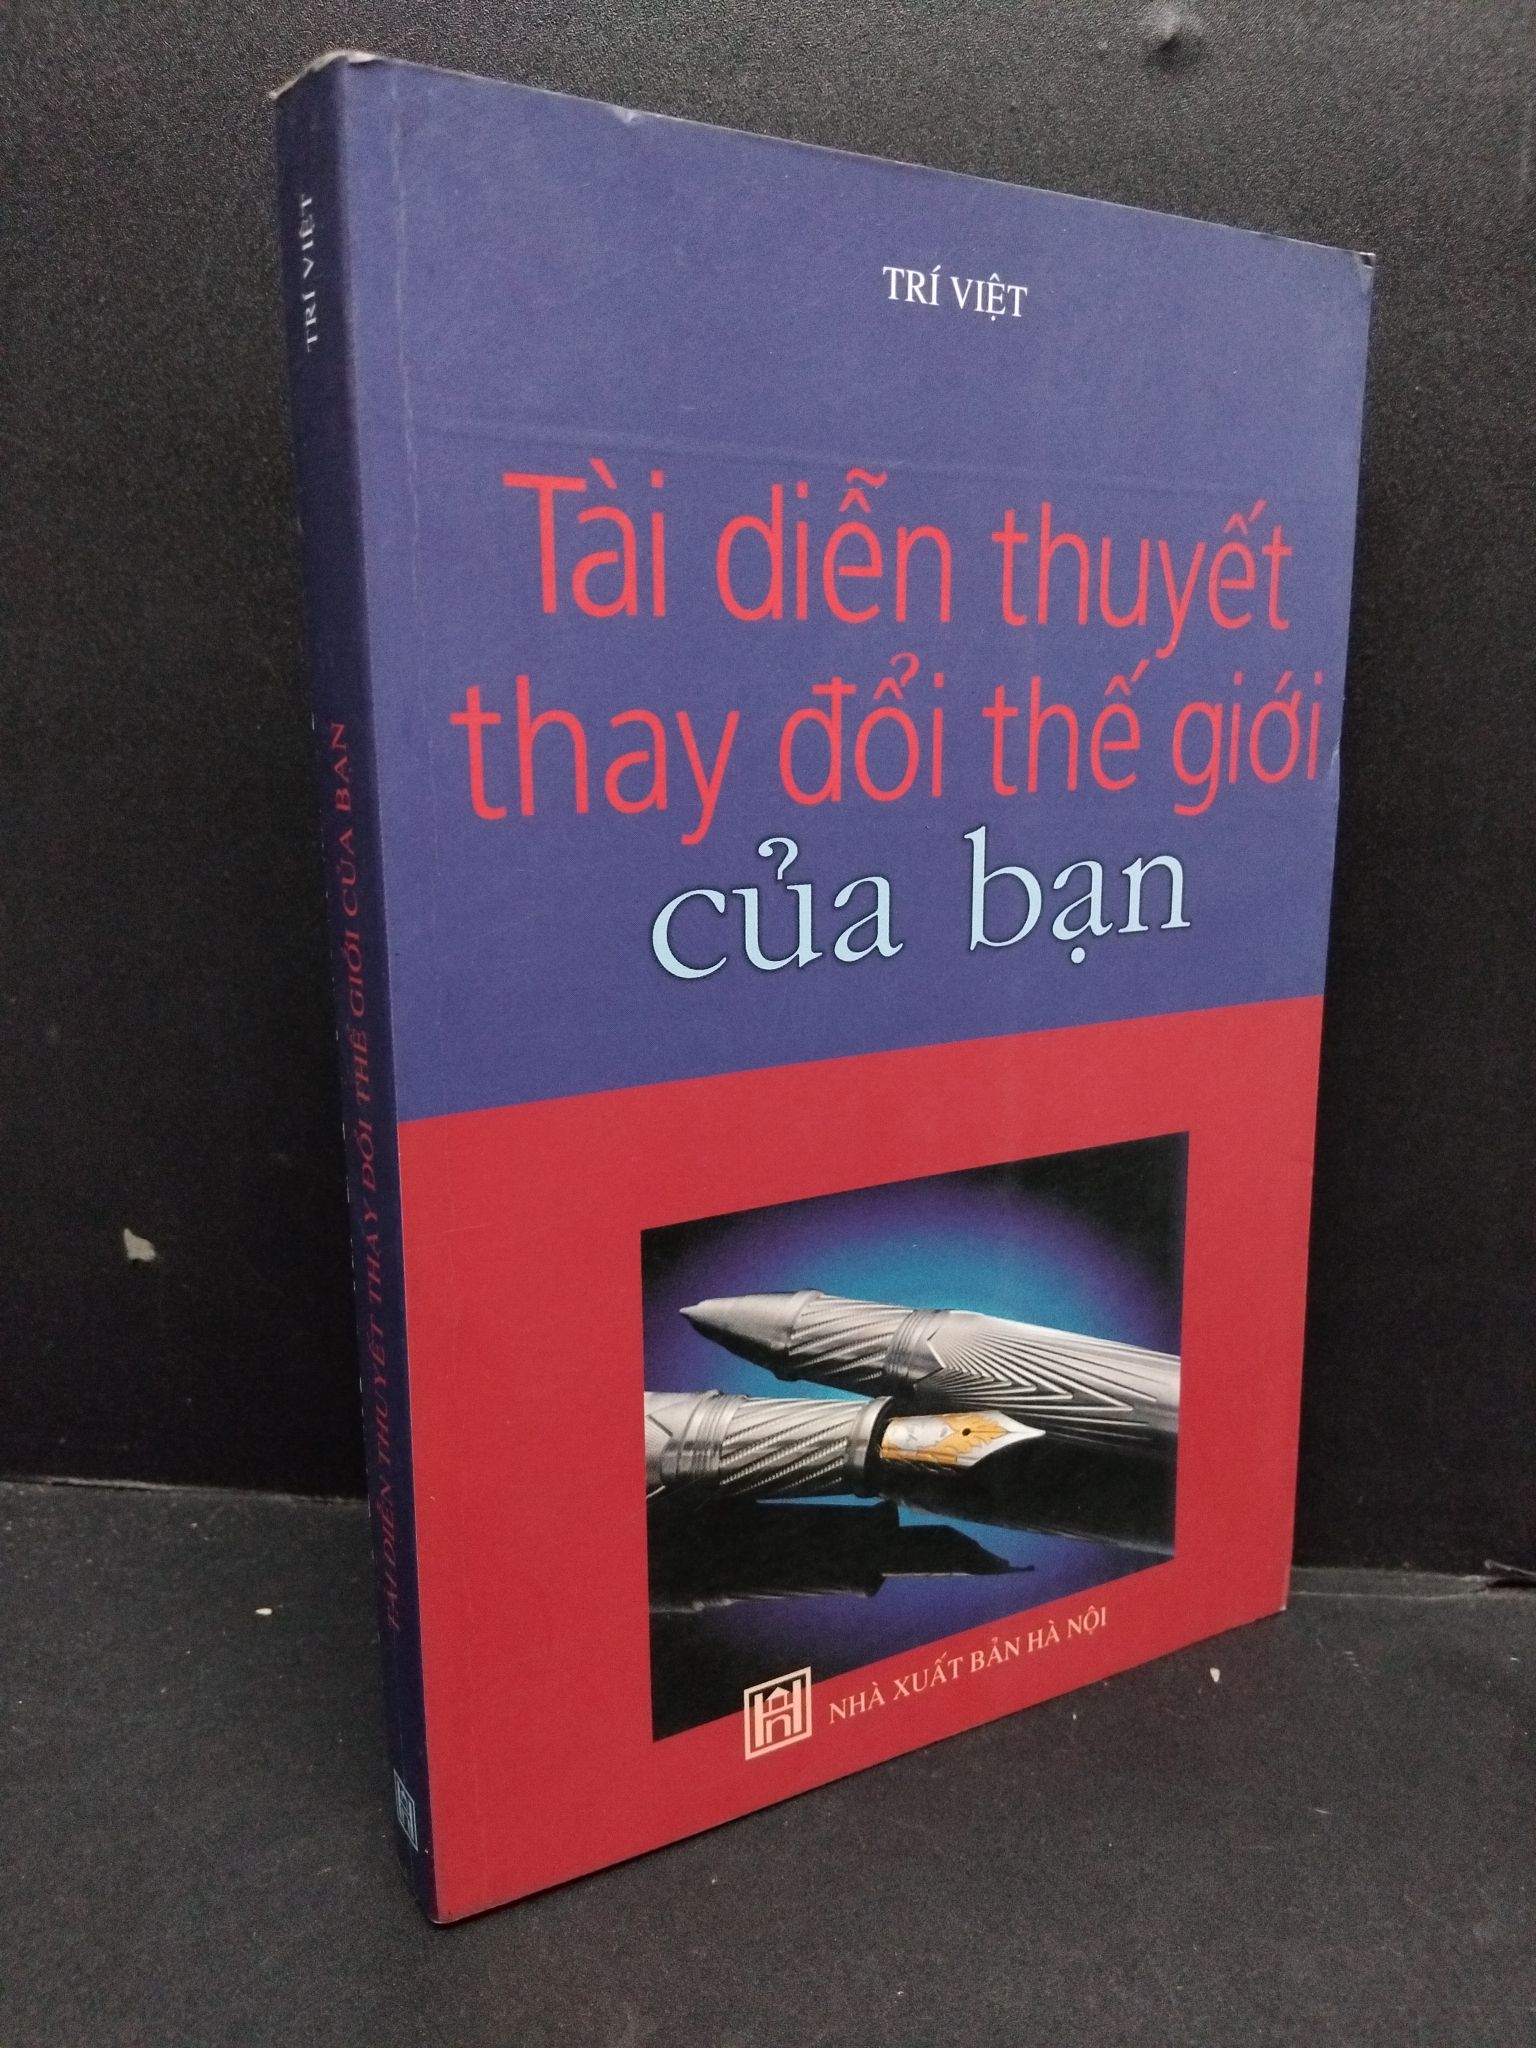 TRÍ VIỆT
Tài diễn thuyết
thay đổi thế giới
của bạn
NHÀ XUẤT BẢN HÀ NỘI
TRÍ VIỆT
TÀI DIỄN THUYẾT THAY ĐỔI THẾ GIỚI CỦA BẠN